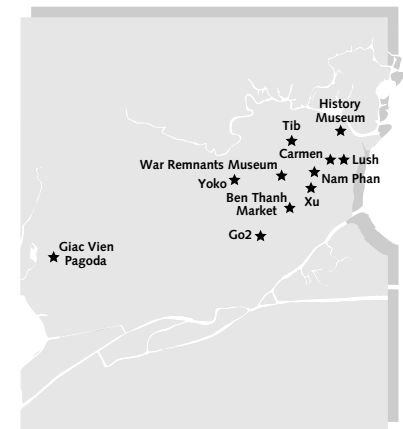 History
Museum
Tib
Carmen
Lush
War Remnants Museum
Nam Phan
Yoko
Ben Thanh
Market
Xu
Go2
Giac Vien
Pagoda